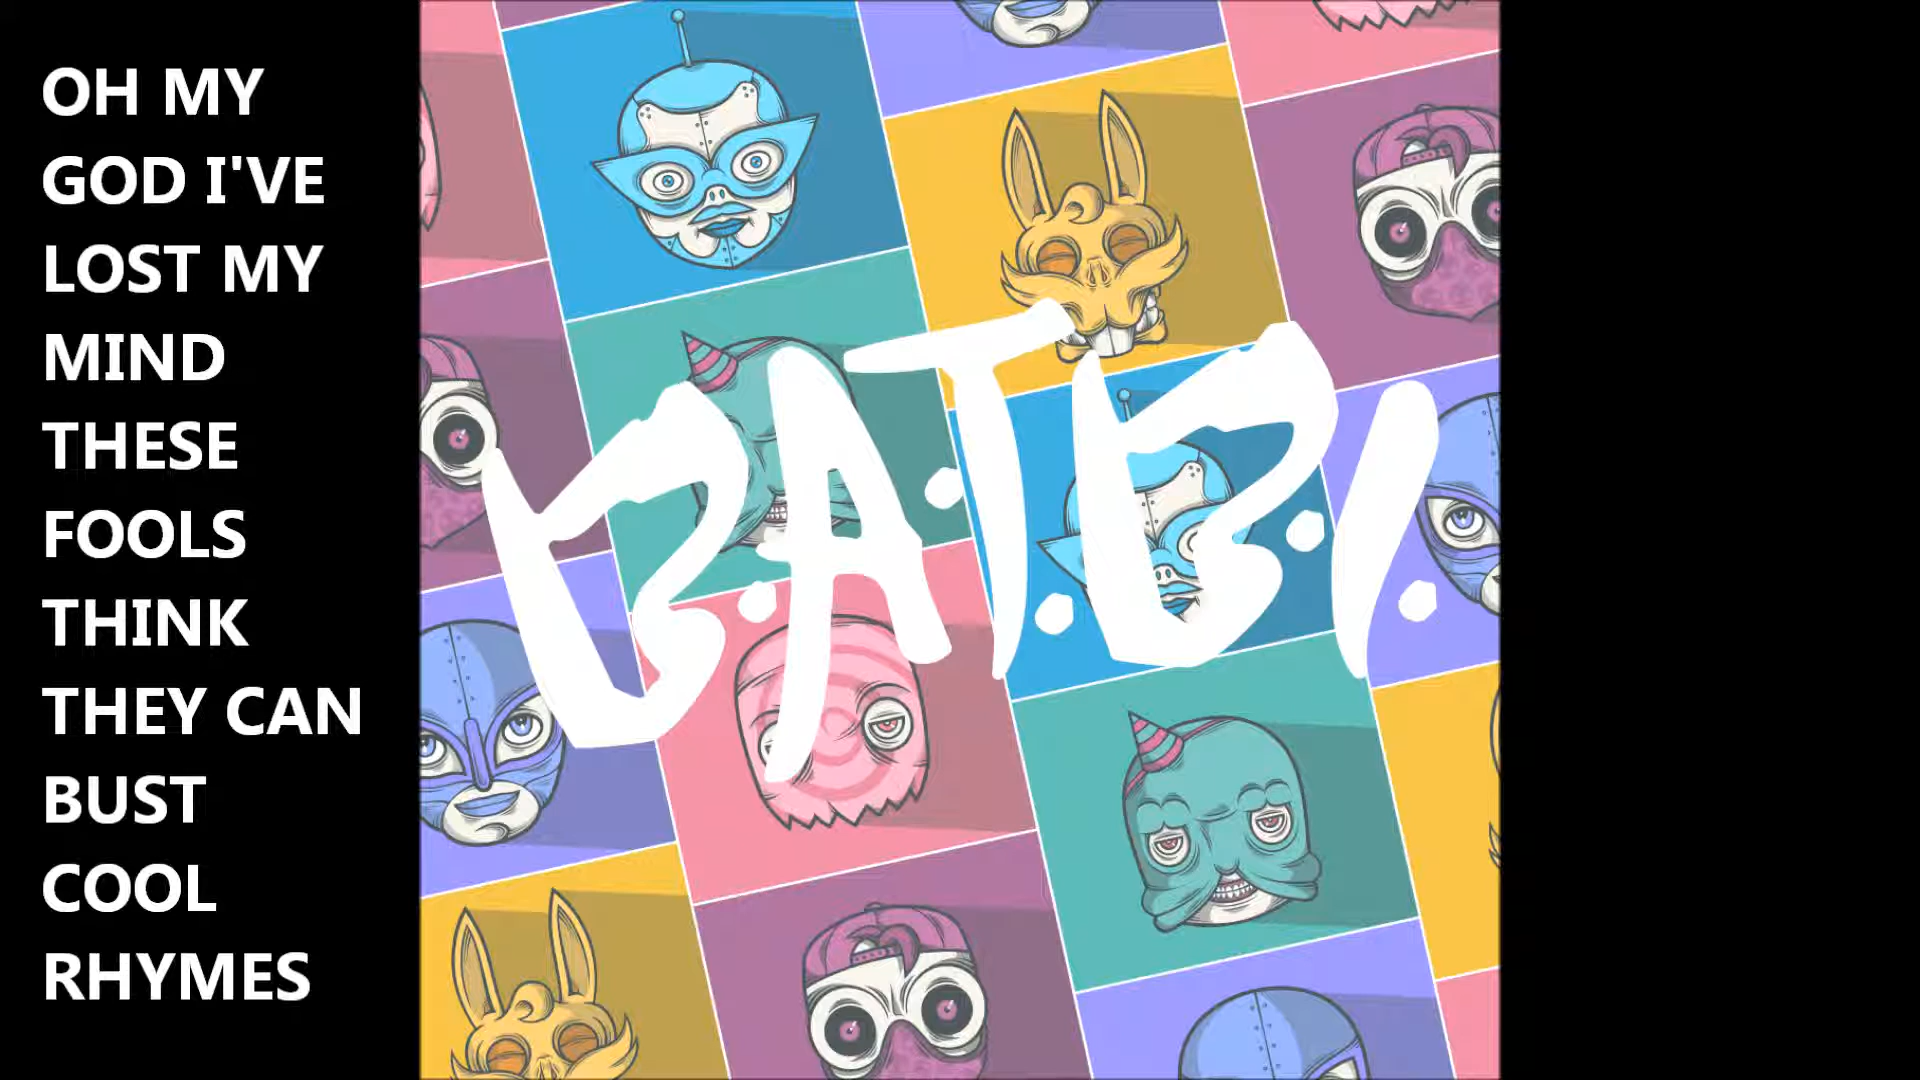 OH MY
GOD I'VE
LOST MY
MIND
THESE
FOOLS
THINK
THEY CAN
BUST
COOL
RHYMES
B.A.T.B.I.